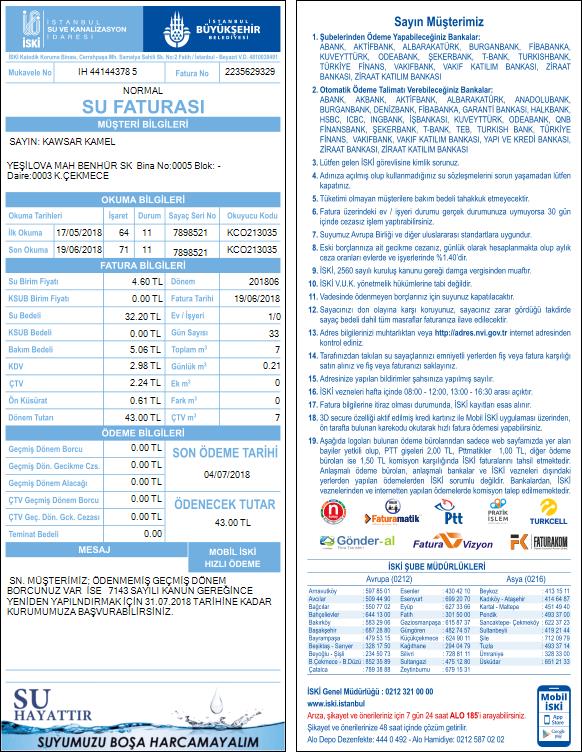 İSKİ
İSTANBUL
SU VE KANALİZASYON
İDARESİ
İSTANBUL
BÜYÜKŞEHİR
BELEDİYESİ
Mukavele No IH 44144378 5 Fatura No 2235629329
NORMAL
SU FATURASI
MÜŞTERİ BİLGİLERİ
SAYIN: KAWSAR KAMEL
YEŞİLOVA MAH BENHÜR SK Bina No:0005 Blok: -
Daire:0003 K.ÇEKMECE
OKUMA BİLGİLERİ
Okuma Tarihleri İşaret Durum Sayaç Seri No Okuyucu Kodu
İlk Okuma 17/05/2018 64 11 7898521 KCO213035
Son Okuma 19/06/2018 71 11 7898521 KCO213035
FATURA BİLGİLERİ
Su Birim Fiyatı 4.60 TL Dönem 201806
KSUB Birim Fiyatı 0.00 TL Fatura Tarihi 19/06/2018
Su Bedeli 32.20 TL Ev / İşyeri 1/0
KSUB Bedeli 0.00 TL Gün Sayısı 33
Bakım Bedeli 5.06 TL Toplam m³ 7
KDV 2.98 TL Günlük m³ 0.21
ÇTV 2.24 TL Ek m³ 0
Ön Küsürat 0.61 TL Fark m³ 0
Dönem Tutarı 43.00 TL ÇTV m³ 7
ÖDEME BİLGİLERİ
Geçmiş Dönem Borcu 0.00 TL
Geçmiş Dön. Gecikme Czs. 0.00 TL
Geçmiş Dönem Alacağı 0.00 TL
ÇTV Geçmiş Dönem Borcu 0.00 TL
ÇTV Geç. Dön. Gck. Cezası 0.00 TL
Teminat Bedeli 0.00
SON ÖDEME TARİHİ
04/07/2018
ÖDENECEK TUTAR
43.00 TL
MESAJ
MOBİL İSKİ
HIZLI ÖDEME
SN. MÜŞTERİMİZ; ÖDENMEMİŞ GEÇMİŞ DÖNEM
BORCUNUZ VAR İSE 7143 SAYILI KANUN GEREĞİNCE
YENİDEN YAPILANDIRMAK İÇİN 31.07.2018 TARİHİNE KADAR
KURUMUMUZA BAŞVURABİLİRSİNİZ.
SU
HAYATTIR
SUYUMUZU BOŞA HARCAMAYALIM
Sayın Müşterimiz
1. Şubelerinden Ödeme Yapabileceğiniz Bankalar:
ABANK, AKTİFBANK, ALBARAKATÜRK, BURGANBANK, FİBABANKA,
KUVEYTTÜRK, ODEABANK, ŞEKERBANK, T-BANK, TURKISHBANK,
TÜRKİYE FİNANS, VAKIFBANK, VAKIF KATILIM BANKASI, ZİRAAT
BANKASI, ZİRAAT KATILIM BANKASI
2. Otomatik Ödeme Talimatı Verebileceğiniz Bankalar:
ABANK, AKBANK, AKTİFBANK, ALBARAKATÜRK, ANADOLUBANK,
BURGANBANK, DENİZBANK, FİBABANKA, GARANTİ BANKASI, HALKBANK,
HSBC, ICBC, INGBANK, İŞBANKASI, KUVEYTTÜRK, ODEABANK, QNB
FİNANSBANK, ŞEKERBANK, T-BANK, TEB, TURKISH BANK, TÜRKİYE
FİNANS, VAKIFBANK, VAKIF KATILIM BANKASI, YAPI VE KREDİ BANKASI,
ZİRAAT BANKASI, ZİRAAT KATILIM BANKASI
3. Lütfen gelen İSKİ görevlisine kimlik sorunuz.
4. Adınıza açılmış olup kullanmadığınız su sözleşmelerini sorun yaşamadan lütfen
kapatınız.
5. Tüketimi olmayan müşterilere bakım bedeli tahakkuk etmeyecektir.
6. Fatura üzerindeki ev / işyeri durumu gerçek durumunuza uymuyorsa 30 gün
içinde cezasız işlem yaptırabilirsiniz.
7. Suyumuz Avrupa Birliği ve diğer uluslararası standartlara uygundur.
8. Eski borçlarınıza ait gecikme cezanız, günlük olarak hesaplanmakta olup aylık
ceza oranları evlerde ve işyerlerinde %1.40'dır.
9. İSKİ, 2560 sayılı kuruluş kanunu gereği damga vergisinden muaftır.
10. İSKİ V.U.K. yönetmelik hükümlerine tabi değildir.
11. Vadesinde ödenmeyen borçlarınız için suyunuz kapatılacaktır.
12. Sayacınızı don olayına karşı koruyunuz, sayacınız zarar gördüğü takdirde
sayaç bedeli dahil tüm masraflar faturanıza ilave edilecektir.
13. Adres bilgilerinizi muhtarlıktan veya http://adres.nvi.gov.tr internet adresinden
kontrol ediniz.
14. Tarafınızdan takılan su sayaçlarınızı emniyetli yerlerden fiş veya fatura karşılığı
satın alınız ve fiş veya faturanızı saklayınız.
15. Adresinize yapılan bildirimler şahsınıza yapılmış sayılır.
16. İSKİ vezneleri hafta içinde 08:00 - 12:00, 13:00 - 16:30 arası açıktır.
17. Fatura bilgilerine itiraz olması durumunda, İSKİ kayıtları esas alınır.
18. 3D secure özelliği aktif edilmiş kredi kartınız ile Mobil İSKİ uygulaması üzerinden,
ön tarafta bulunan karekodu okutarak hızlı fatura ödemesi yapabilirsiniz.
19. Aşağıda logoları bulunan ödeme bürolarından sadece web sayfamızda yer alan
bayiler yetkili olup, PTT gişeleri 2,00 TL, Pttmatikler 1,00 TL, diğer ödeme
büroları ise 1,50 TL komisyon karşılığında İSKİ faturalarını tahsil etmektedir.
Anlaşmalı ödeme büroları, anlaşmalı bankalar ve İSKİ vezneleri dışındaki
yerlerden yapılan ödemelerden İSKİ sorumlu değildir. Bankalardan, İSKİ
veznelerinden ve internetten yapılan ödemelerde komisyon talep edilmemektedir.
Faturamatik
Ptt
PRATİK
İŞLEM
TURKCELL
Gönder-al
Fatura Vizyon
FATURAKOM
İSKİ ŞUBE MÜDÜRLÜKLERİ
Avrupa (0212) Asya (0216)
Arnavutköy : 597 85 01 Esenler : 430 42 10 Beykoz : 413 15 11
Avcılar : 509 44 90 Esenyurt : 699 20 70 Kadıköy - Ataşehir : 414 64 87
Bağcılar : 550 77 02 Eyüp : 627 33 66 Kartal - Maltepe : 451 49 40
Bahçelievler : 644 13 00 Fatih : 301 50 00 Pendik : 493 37 00
Bakırköy : 583 29 06 Gaziosmanpaşa : 615 87 37 Sancaktepe- Çekmeköy : 622 37 23
Başakşehir : 687 28 80 Güngören : 482 74 57 Sultanbeyli : 419 21 44
Bayrampaşa : 479 53 15 Küçükçekmece : 624 90 11 Şile : 712 09 79
Beşiktaş - Sarıyer : 328 17 50 Kağıthane : 294 04 79 Tuzla : 493 37 14
Beyoğlu - Şişli : 234 50 73 Silivri : 728 81 11 Ümraniye : 328 33 00
B.Çekmece - B.Düzü : 852 35 89 Sultangazi : 475 12 80 Üsküdar : 651 21 33
Çatalca : 789 38 88 Zeytinburnu : 679 15 31
İSKİ Genel Müdürlüğü : 0212 321 00 00
www.iski.istanbul
Arıza, şikayet ve önerileriniz için 7 gün 24 saat ALO 185'i arayabilirsiniz.
Şikayet ve önerilerinize 48 saat içinde çözüm getirilir.
Alo Depo Dezenfekte: 444 0 492 - Alo Hamidiye: 0212 587 02 02
Mobil
İSKİ
App Store
Google play